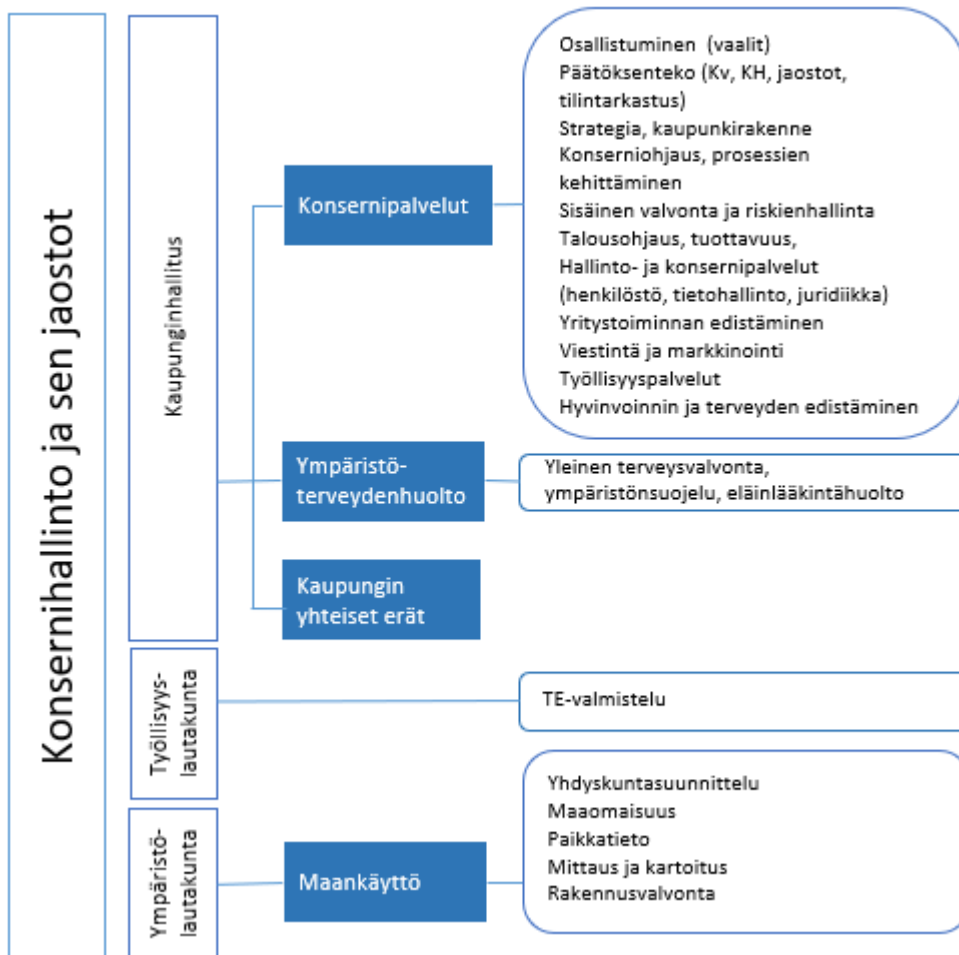 Konsernihallinto ja sen jaostot
Kaupunginhallitus
Konsernipalvelut
Osallistuminen (vaalit)
Päätöksenteko (Kv, KH, jaostot,
tilintarkastus)
Strategia, kaupunkirakenne
Konserniohjaus, prosessien
kehittäminen
Sisäinen valvonta ja riskienhallinta
Talousohjaus, tuottavuus,
Hallinto- ja konsernipalvelut
(henkilöstö, tietohallinto, juridiikka)
Yritystoiminnan edistäminen
Viestintä ja markkinointi
Työllisyyspalvelut
Hyvinvoinnin ja terveyden edistäminen
Ympäristö-
terveydenhuolto
Yleinen terveysvalvonta,
ympäristönsuojelu, eläinlääkintähuolto
Kaupungin
yhteiset erät
Työllisyys-
lautakunta
TE-valmistelu
Ympäristö-
lautakunta
Maankäyttö
Yhdyskuntasuunnittelu
Maaomaisuus
Paikkatieto
Mittaus ja kartoitus
Rakennusvalvonta